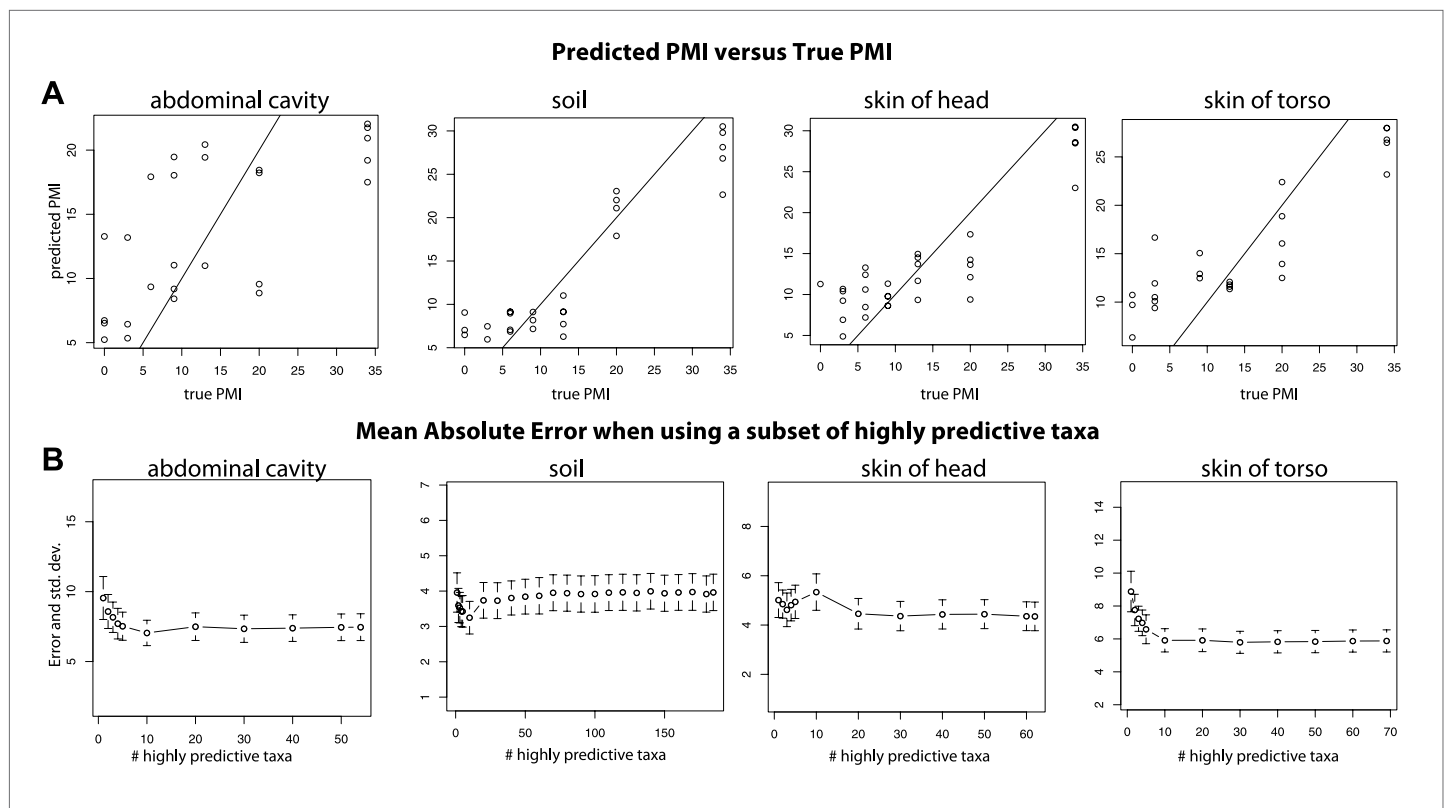 Predicted PMI versus True PMI
A
abdominal cavity
soil
skin of head
skin of torso
predicted PMI
5 10 15 20
0 5 10 15 20 25 30 35
true PMI
5 10 15 20 25 30
0 5 10 15 20 25 30 35
true PMI
5 10 15 20 25 30
0 5 10 15 20 25 30 35
true PMI
10 15 20 25
0 5 10 15 20 25 30 35
true PMI
Mean Absolute Error when using a subset of highly predictive taxa
B
abdominal cavity
soil
skin of head
skin of torso
Error and std. dev.
5 10 15
0 10 20 30 40 50
# highly predictive taxa
1 2 3 4 5 6 7
0 50 100 150
# highly predictive taxa
2 4 6 8
0 10 20 30 40 50 60
# highly predictive taxa
2 4 6 8 10 12 14
0 10 20 30 40 50 60 70
# highly predictive taxa